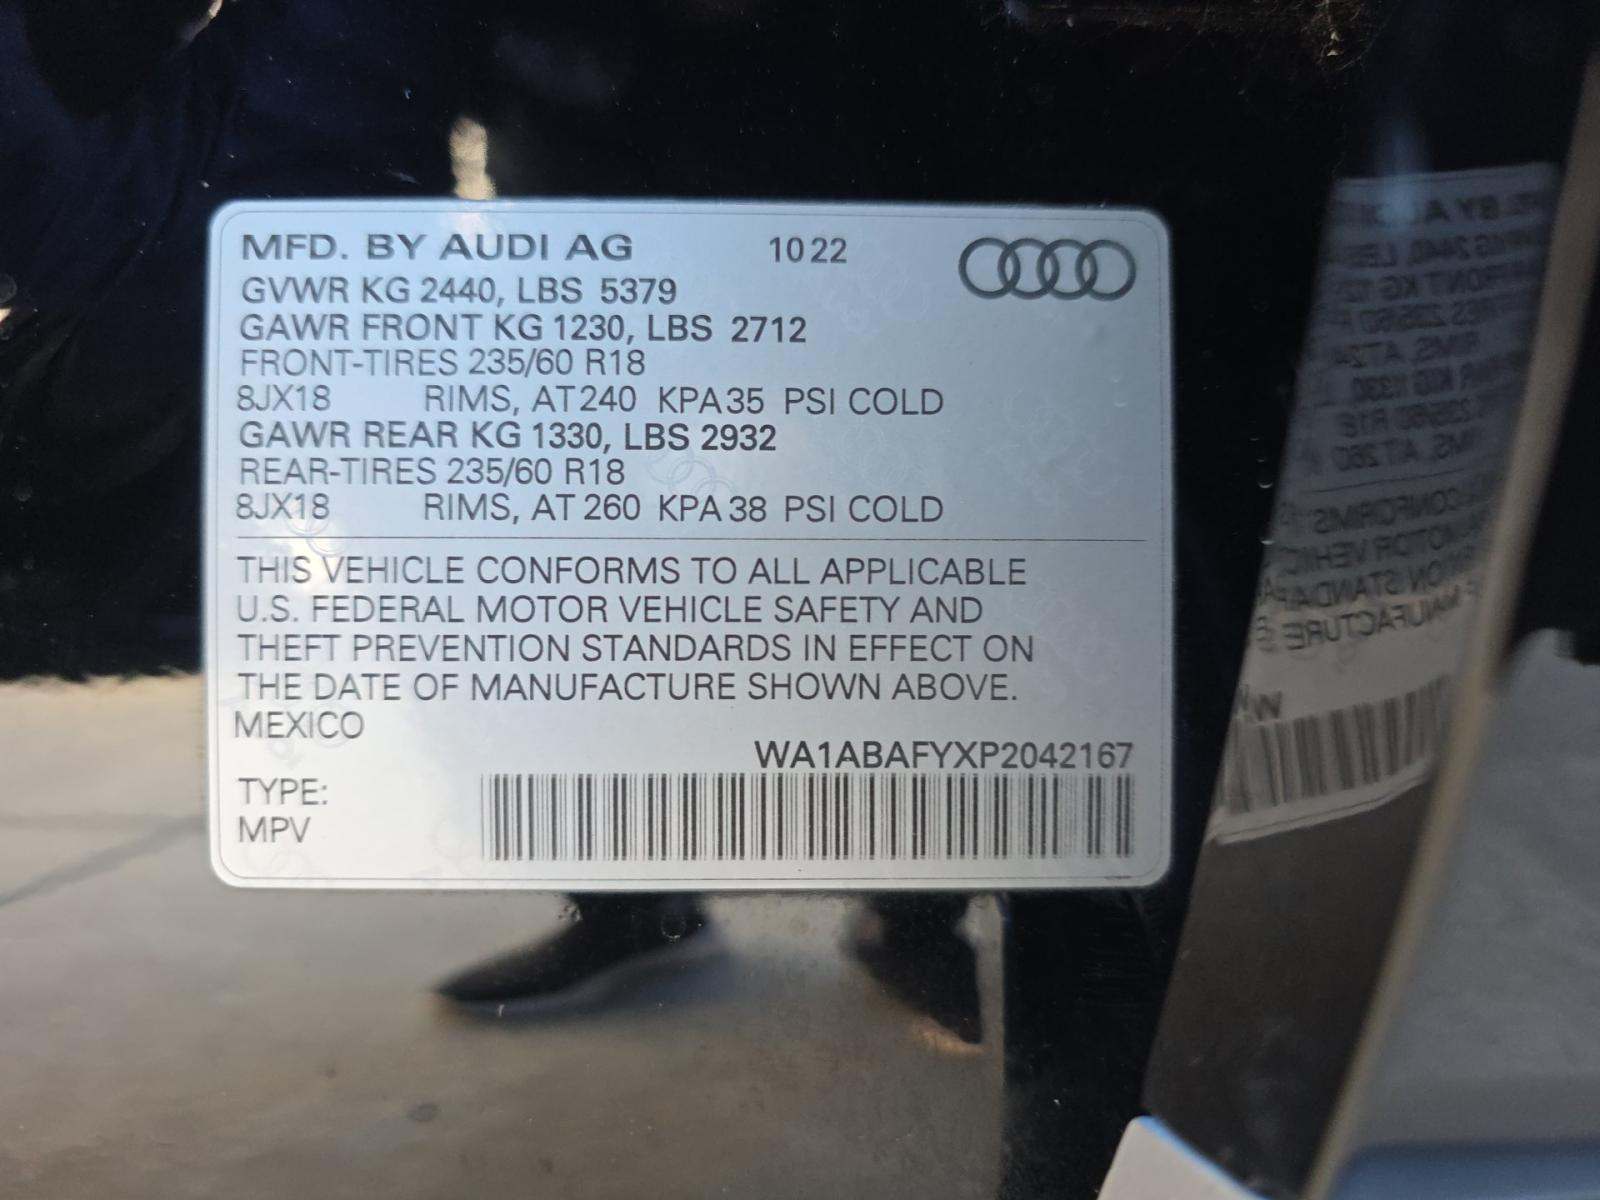 MFD. BY AUDI AG 10 22
GVWR KG 2440, LBS 5379
GAWR FRONT KG 1230, LBS 2712
FRONT-TIRES 235/60 R18
8JX18 RIMS, AT 240 KPA 35 PSI COLD
GAWR REAR KG 1330, LBS 2932
REAR-TIRES 235/60 R18
8JX18 RIMS, AT 260 KPA 38 PSI COLD
THIS VEHICLE CONFORMS TO ALL APPLICABLE
U.S. FEDERAL MOTOR VEHICLE SAFETY AND
THEFT PREVENTION STANDARDS IN EFFECT ON
THE DATE OF MANUFACTURE SHOWN ABOVE.
MEXICO
WA1ABAFYXP2042167
TYPE:
MPV